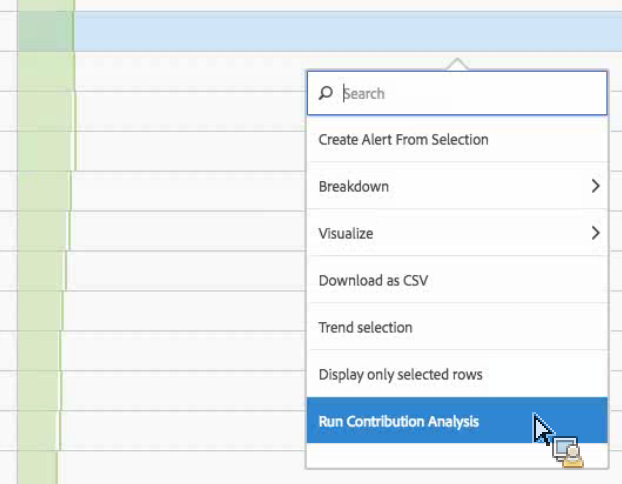 Search
Create Alert From Selection
Breakdown
Visualize
Download as CSV
Trend selection
Display only selected rows
Run Contribution Analysis